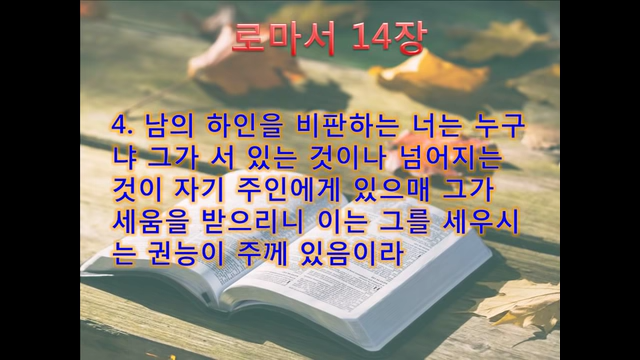 로마서 14장
4. 남의 하인을 비판하는 너는 누구
냐 그가 서 있는 것이나 넘어지는
것이 자기 주인에게 있으매 그가
세움을 받으리니 이는 그를 세우시
는 권능이 주께 있음이라